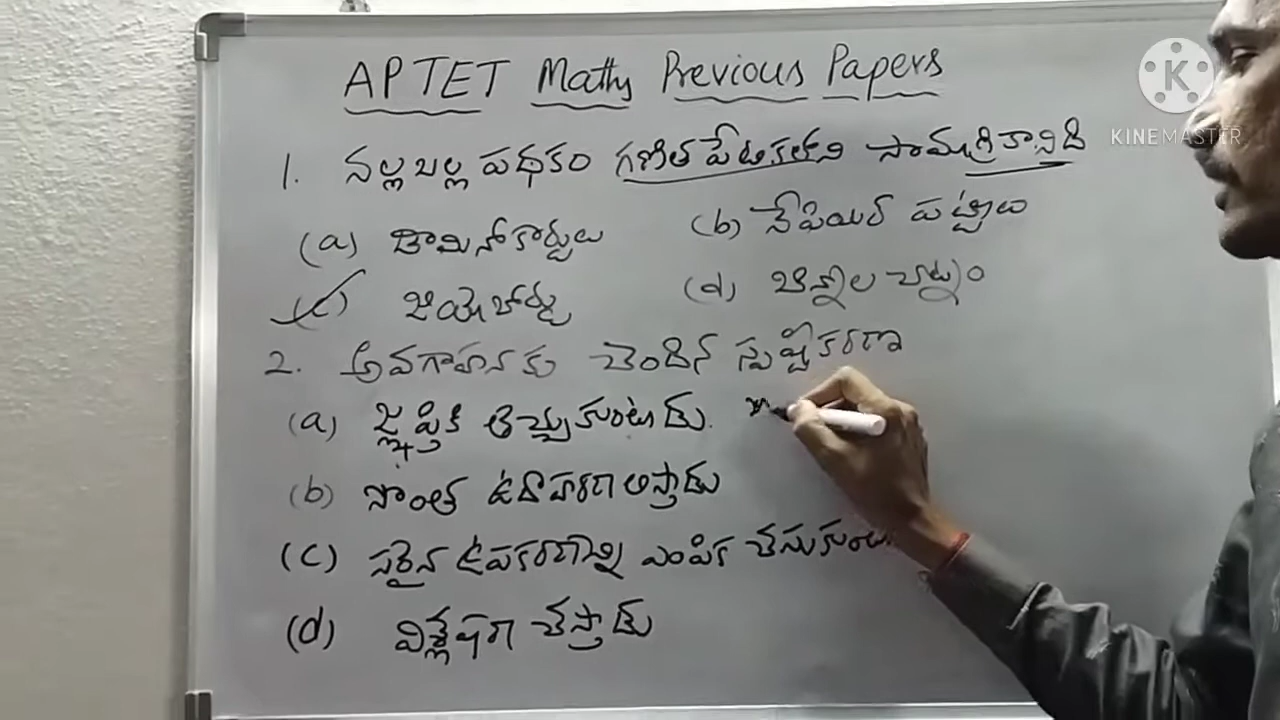 APTET Maths Previous Papers
1. నల్లబల్ల పథకం గణిత పేటికలోని సామగ్రి కానిది
(a) డామినో కార్డులు (b) నేపియర్ పట్టీలు
(c) జియోబోర్డు (d) భిన్నాల చట్రం
2. అవగాహనకు చెందిన స్పష్టీకరణ
(a) జ్ఞప్తికి తెచ్చుకుంటాడు.
(b) సొంత ఉదాహరణలిస్తాడు
(c) సరైన ఉపకరణాన్ని ఎంపిక చేసుకుంటా
(d) విశ్లేషణ చేస్తాడు
K
KINEMASTER